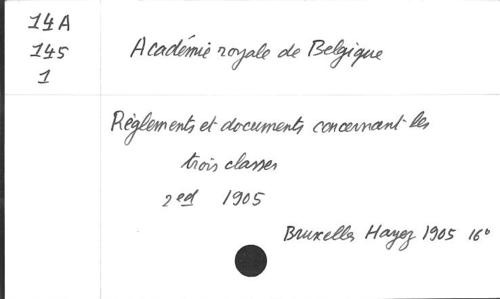 14A
145
1
Académie royale de Belgique
Règlements et documents concernant les
trois classes
2ed 1905
Bruxelles Hayez 1905 16°